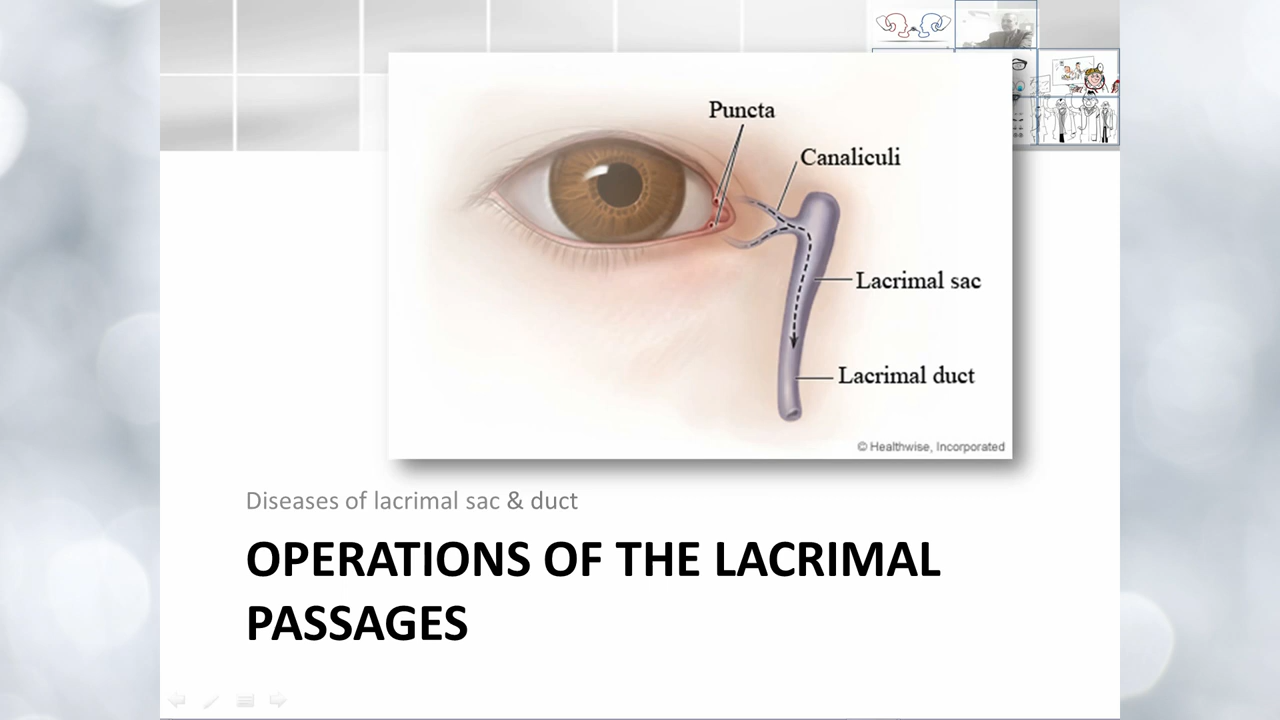 Puncta
Canaliculi
Lacrimal sac
Lacrimal duct
© Healthwise, Incorporated
Diseases of lacrimal sac & duct
OPERATIONS OF THE LACRIMAL
PASSAGES